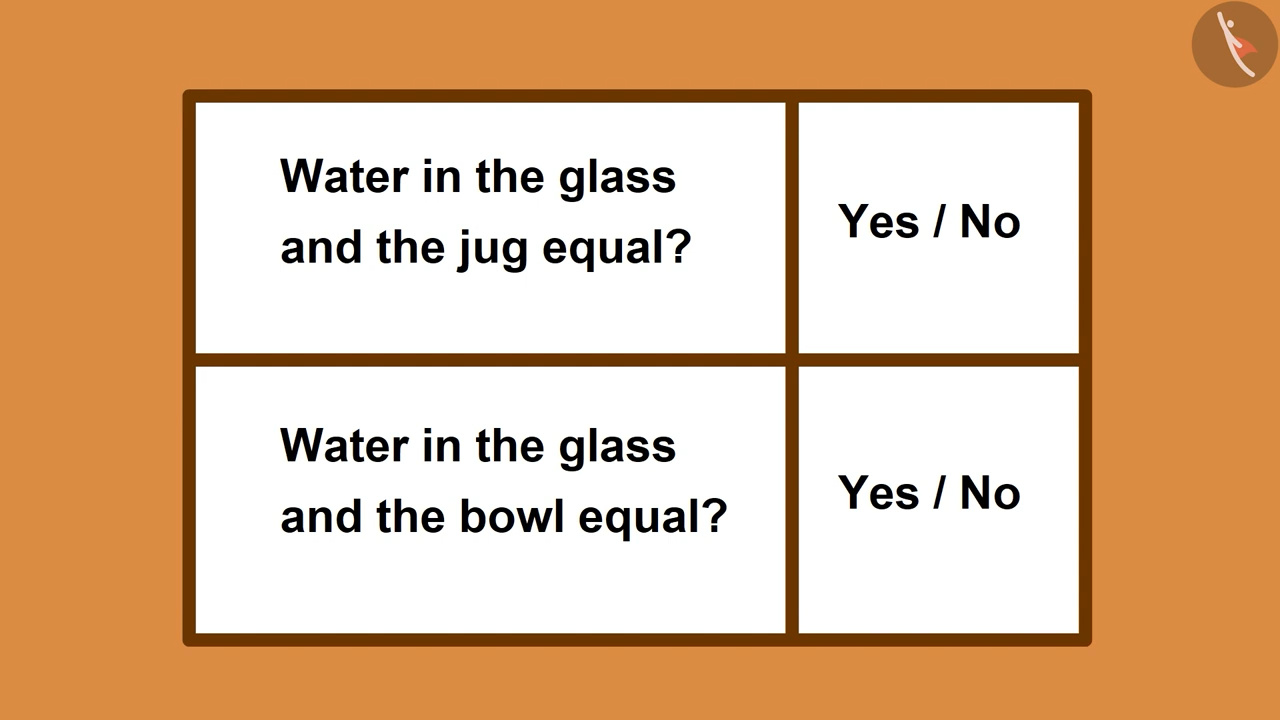 Water in the glass
and the jug equal?
Yes / No
Water in the glass
and the bowl equal?
Yes / No